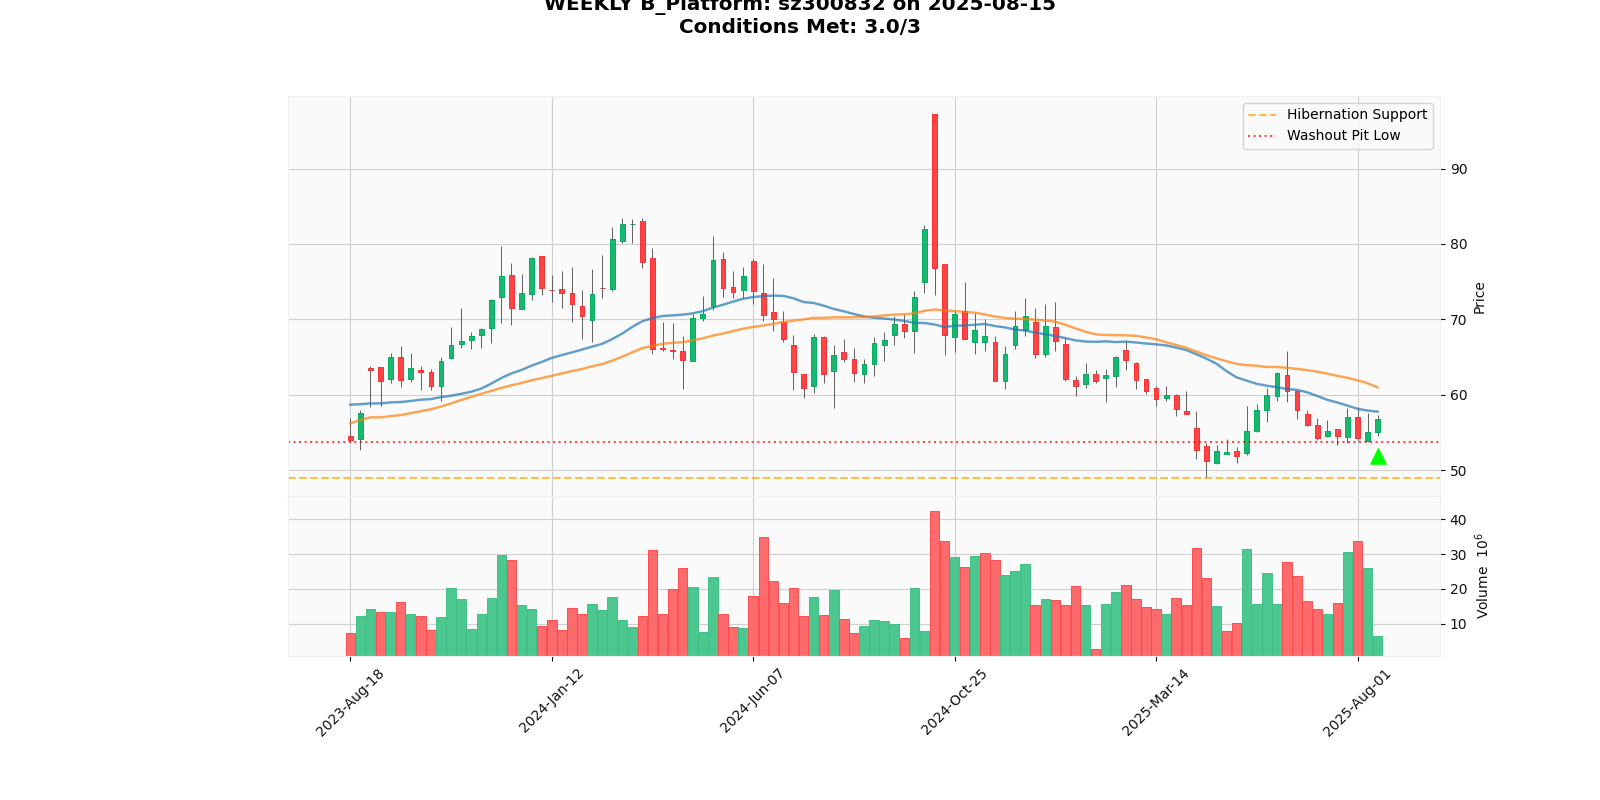 WEEKLY B_Platform: sz300832 on 2025-08-15
Conditions Met: 3.0/3
Hibernation Support
Washout Pit Low
90
80
70
60
50
Price
40
30
20
10
Volume 10⁶
2023-Aug-18
2024-Jan-12
2024-Jun-07
2024-Oct-25
2025-Mar-14
2025-Aug-01